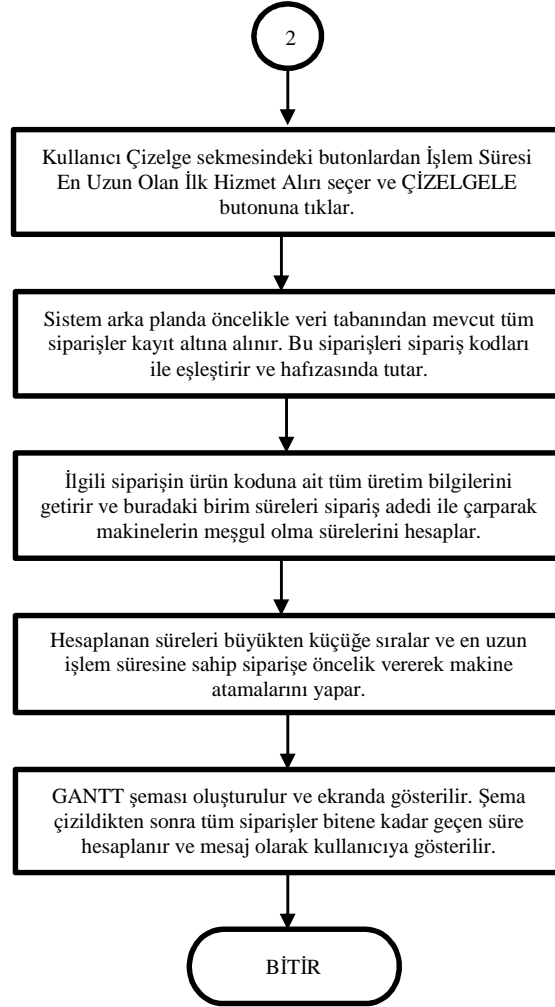 2
Kullanıcı Çizelge sekmesindeki butonlardan İşlem Süresi
En Uzun Olan İlk Hizmet Alırı seçer ve ÇİZELGELE
butonuna tıklar.
Sistem arka planda öncelikle veri tabanından mevcut tüm
siparişler kayıt altına alınır. Bu siparişleri sipariş kodları
ile eşleştirir ve hafızasında tutar.
İlgili siparişin ürün koduna ait tüm üretim bilgilerini
getirir ve buradaki birim süreleri sipariş adedi ile çarparak
makinelerin meşgul olma sürelerini hesaplar.
Hesaplanan süreleri büyükten küçüğe sıralar ve en uzun
işlem süresine sahip siparişe öncelik vererek makine
atamalarını yapar.
GANTT şeması oluşturulur ve ekranda gösterilir. Şema
çizildikten sonra tüm siparişler bitene kadar geçen süre
hesaplanır ve mesaj olarak kullanıcıya gösterilir.
BİTİR